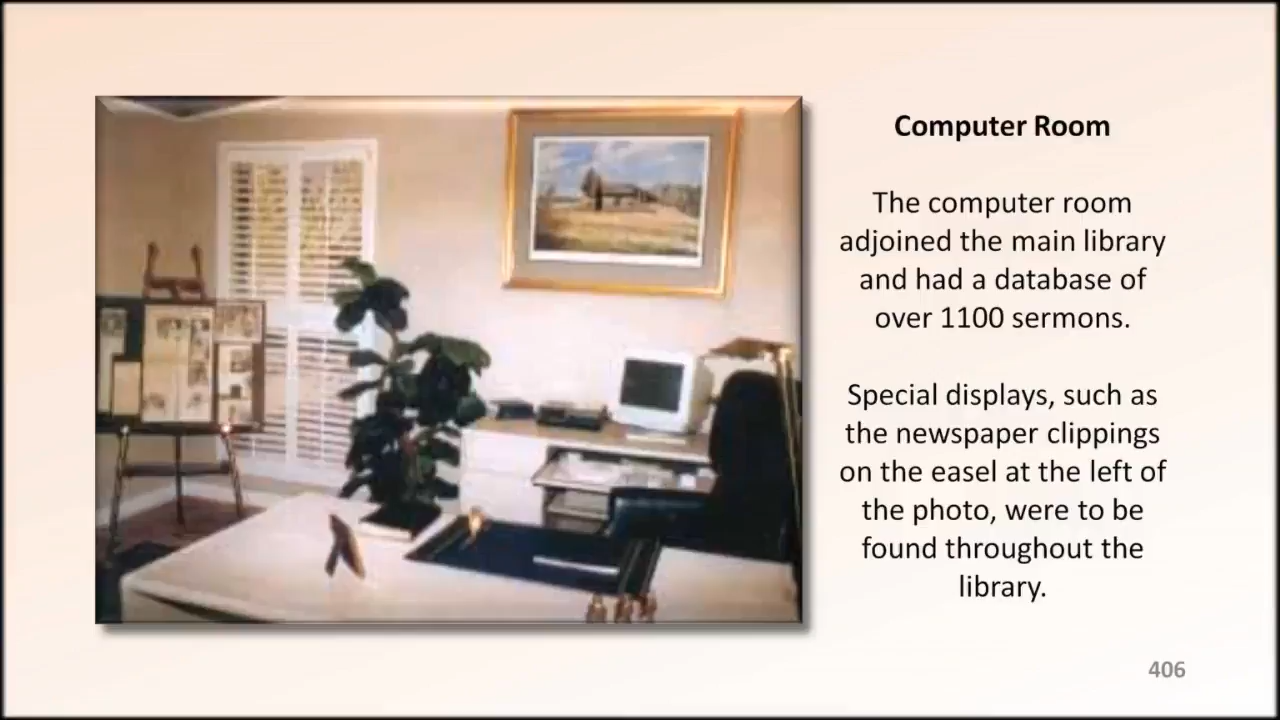 Computer Room
The computer room
adjoined the main library
and had a database of
over 1100 sermons.
Special displays, such as
the newspaper clippings
on the easel at the left of
the photo, were to be
found throughout the
library.
406